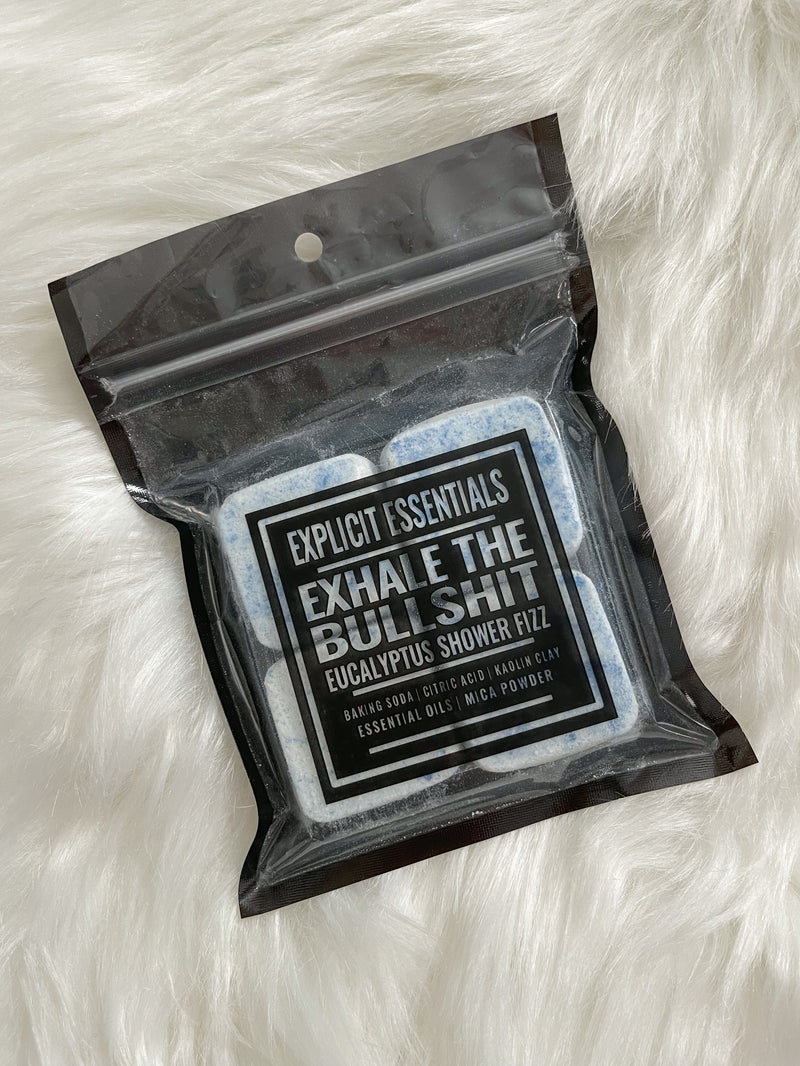 EXPLICIT ESSENTIALS
EXHALE THE
BULLSHIT
EUCALYPTUS SHOWER FIZZ
BAKING SODA | CITRIC ACID | KAOLIN CLAY
ESSENTIAL OILS | MICA POWDER